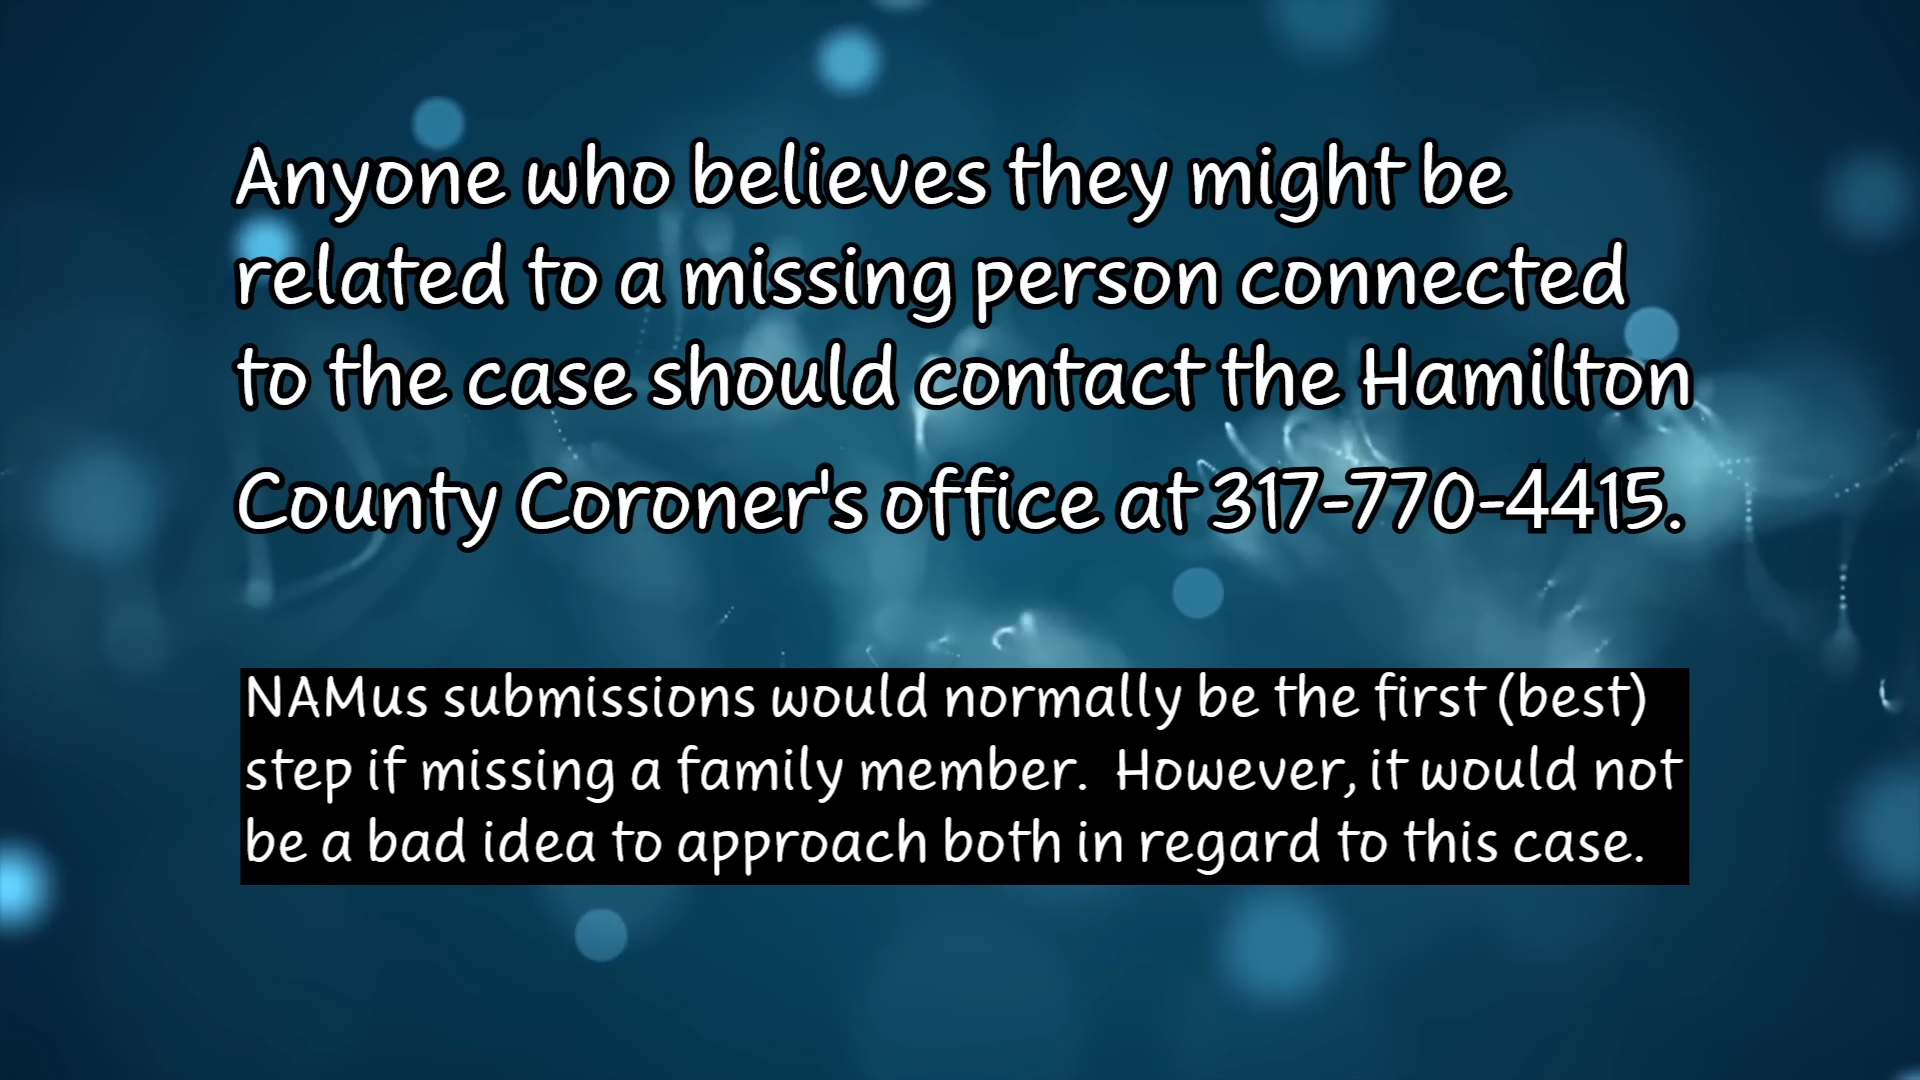 Anyone who believes they might be
related to a missing person connected
to the case should contact the Hamilton
County Coroner's office at 317-770-4415.
NAMus submissions would normally be the first (best)
step if missing a family member.  However, it would not
be a bad idea to approach both in regard to this case.